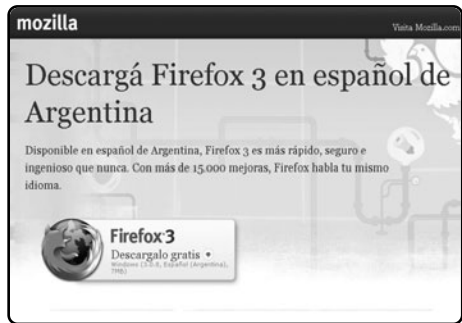 mozilla
Visita Mozilla.com
Descargá Firefox 3 en español de
Argentina
Disponible en español de Argentina, Firefox 3 es más rápido, seguro e
ingenioso que nunca. Con más de 15.000 mejoras, Firefox habla tu mismo
idioma.
Firefox 3
Descargalo gratis •
Windows (3.0.8, Español (Argentina),
7MB)